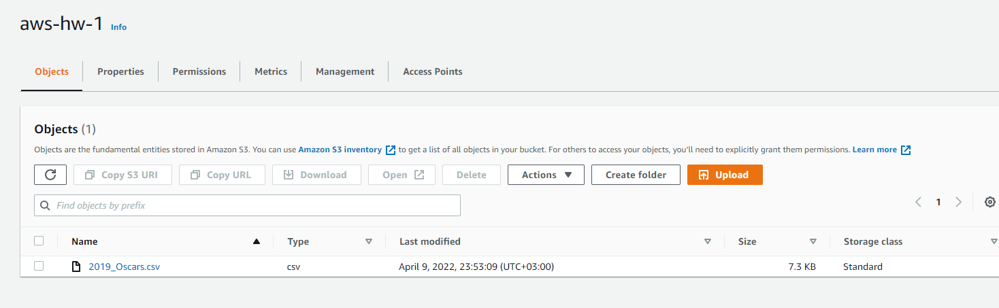 aws-hw-1 Info
Objects Properties Permissions Metrics Management Access Points
Objects (1)
Objects are the fundamental entities stored in Amazon S3. You can use Amazon S3 inventory to get a list of all objects in your bucket. For others to access your objects, you'll need to explicitly grant them permissions. Learn more
Copy S3 URI Copy URL Download Open Delete Actions Create folder Upload
Find objects by prefix 1
Name Type Last modified Size Storage class
2019_Oscars.csv csv April 9, 2022, 23:53:09 (UTC+03:00) 7.3 KB Standard